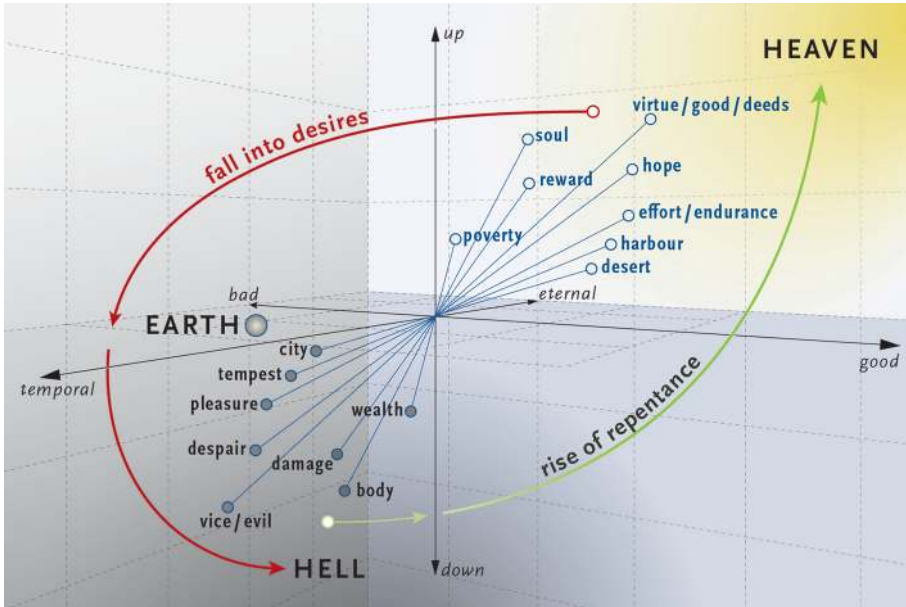 up
HEAVEN
virtue / good / deeds
fall into desires
soul
hope
reward
effort / endurance
poverty
harbour
desert
bad
eternal
EARTH
city
good
temporal
tempest
pleasure
wealth
despair
damage
rise of repentance
body
vice / evil
HELL
down